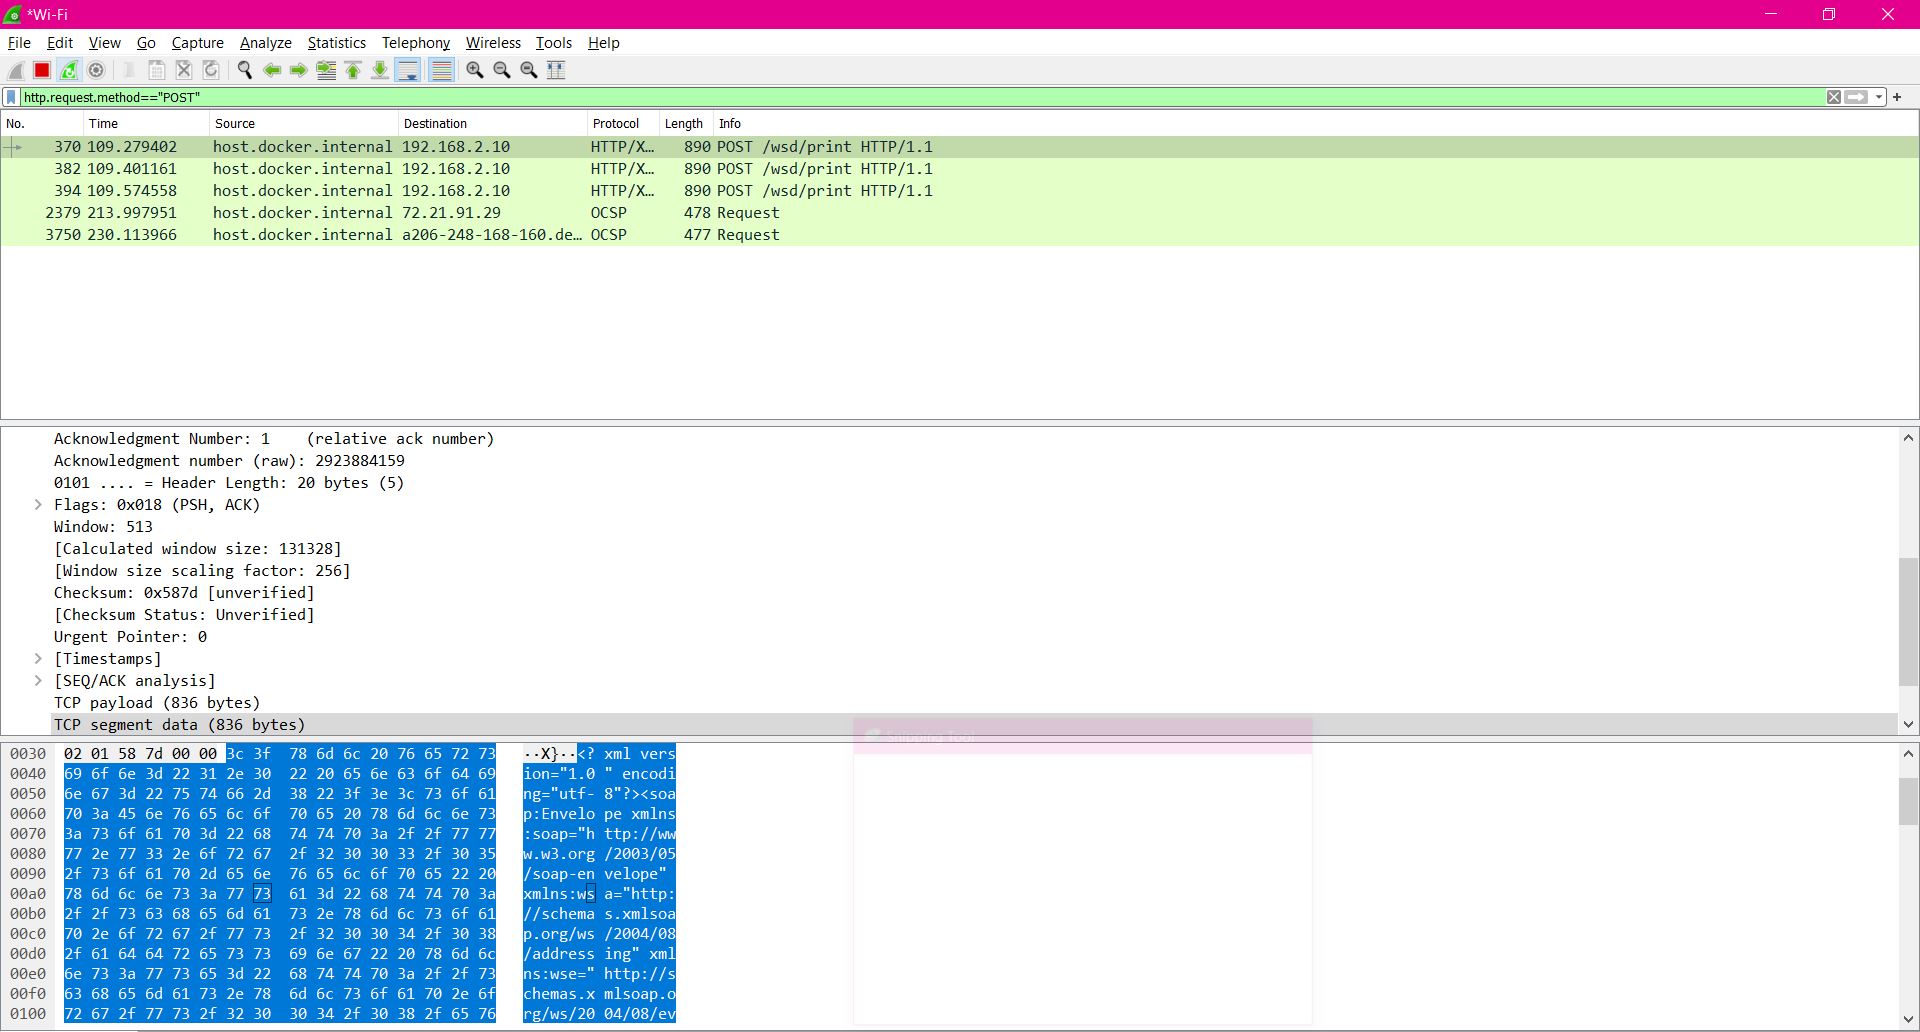 *Wi-Fi
File Edit View Go Capture Analyze Statistics Telephony Wireless Tools Help
http.request.method=="POST"
No. Time Source Destination Protocol Length Info
370 109.279402 host.docker.internal 192.168.2.10 HTTP/X… 890 POST /wsd/print HTTP/1.1
382 109.401161 host.docker.internal 192.168.2.10 HTTP/X… 890 POST /wsd/print HTTP/1.1
394 109.574558 host.docker.internal 192.168.2.10 HTTP/X… 890 POST /wsd/print HTTP/1.1
2379 213.997951 host.docker.internal 72.21.91.29 OCSP 478 Request
3750 230.113966 host.docker.internal a206-248-168-160.de… OCSP 477 Request
Acknowledgment Number: 1 (relative ack number)
Acknowledgment number (raw): 2923884159
0101 .... = Header Length: 20 bytes (5)
Flags: 0x018 (PSH, ACK)
Window: 513
[Calculated window size: 131328]
[Window size scaling factor: 256]
Checksum: 0x587d [unverified]
[Checksum Status: Unverified]
Urgent Pointer: 0
[Timestamps]
[SEQ/ACK analysis]
TCP payload (836 bytes)
TCP segment data (836 bytes)
Snipping Tool
0030 02 01 58 7d 00 00 3c 3f 78 6d 6c 20 76 65 72 73 ··X}··<? xml vers
0040 69 6f 6e 3d 22 31 2e 30 22 20 65 6e 63 6f 64 69 ion="1.0 " encodi
0050 6e 67 3d 22 75 74 66 2d 38 22 3f 3e 3c 73 6f 61 ng="utf- 8"?><soa
0060 70 3a 45 6e 76 65 6c 6f 70 65 20 78 6d 6c 6e 73 p:Envelo pe xmlns
0070 3a 73 6f 61 70 3d 22 68 74 74 70 3a 2f 2f 77 77 :soap="h ttp://ww
0080 77 2e 77 33 2e 6f 72 67 2f 32 30 30 33 2f 30 35 w.w3.org /2003/05
0090 2f 73 6f 61 70 2d 65 6e 76 65 6c 6f 70 65 22 20 /soap-en velope"
00a0 78 6d 6c 6e 73 3a 77 73 61 3d 22 68 74 74 70 3a xmlns:ws a="http:
00b0 2f 2f 73 63 68 65 6d 61 73 2e 78 6d 6c 73 6f 61 //schema s.xmlsoa
00c0 70 2e 6f 72 67 2f 77 73 2f 32 30 30 34 2f 30 38 p.org/ws /2004/08
00d0 2f 61 64 64 72 65 73 73 69 6e 67 22 20 78 6d 6c /address ing" xml
00e0 6e 73 3a 77 73 65 3d 22 68 74 74 70 3a 2f 2f 73 ns:wse=" http://s
00f0 63 68 65 6d 61 73 2e 78 6d 6c 73 6f 61 70 2e 6f chemas.x mlsoap.o
0100 72 67 2f 77 73 2f 32 30 30 34 2f 30 38 2f 65 76 rg/ws/20 04/08/ev